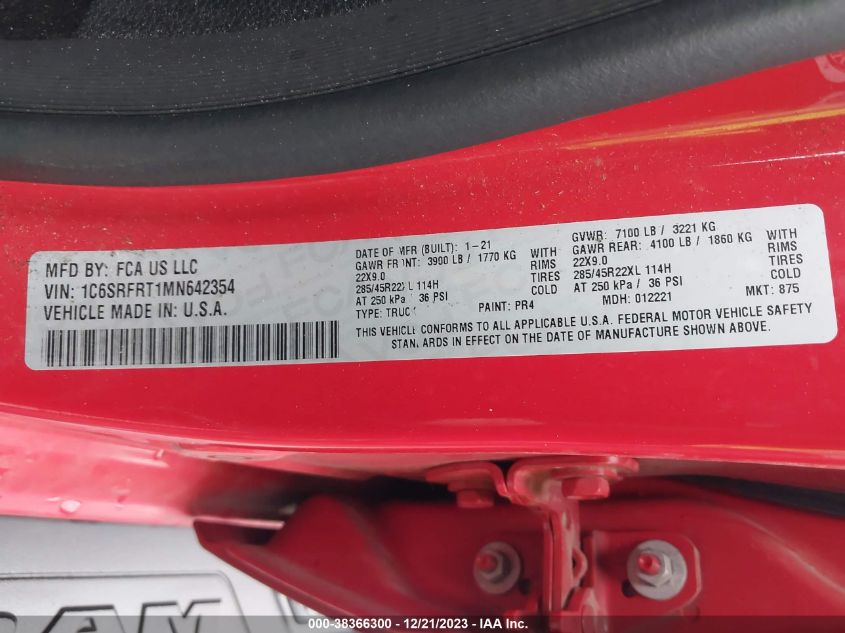 MFD BY: FCA US LLC
VIN: 1C6SRFRT1MN642354
VEHICLE MADE IN: U.S.A.
DATE OF MFR (BUILT): 1-21
GAWR FRONT: 3900 LB / 1770 KG WITH
22X9.0 RIMS
285/45R22XL 114H TIRES
AT 250 kPa / 36 PSI COLD
TYPE: TRUCK PAINT: PR4
GVWR: 7100 LB / 3221 KG
GAWR REAR: 4100 LB / 1860 KG WITH
22X9.0 RIMS
285/45R22XL 114H TIRES
AT 250 kPa / 36 PSI COLD
MDH: 012221 MKT: 875
THIS VEHICLE CONFORMS TO ALL APPLICABLE U.S.A. FEDERAL MOTOR VEHICLE SAFETY
STANDARDS IN EFFECT ON THE DATE OF MANUFACTURE SHOWN ABOVE.
RAM
000-38366300 - 12/21/2023 - IAA Inc.